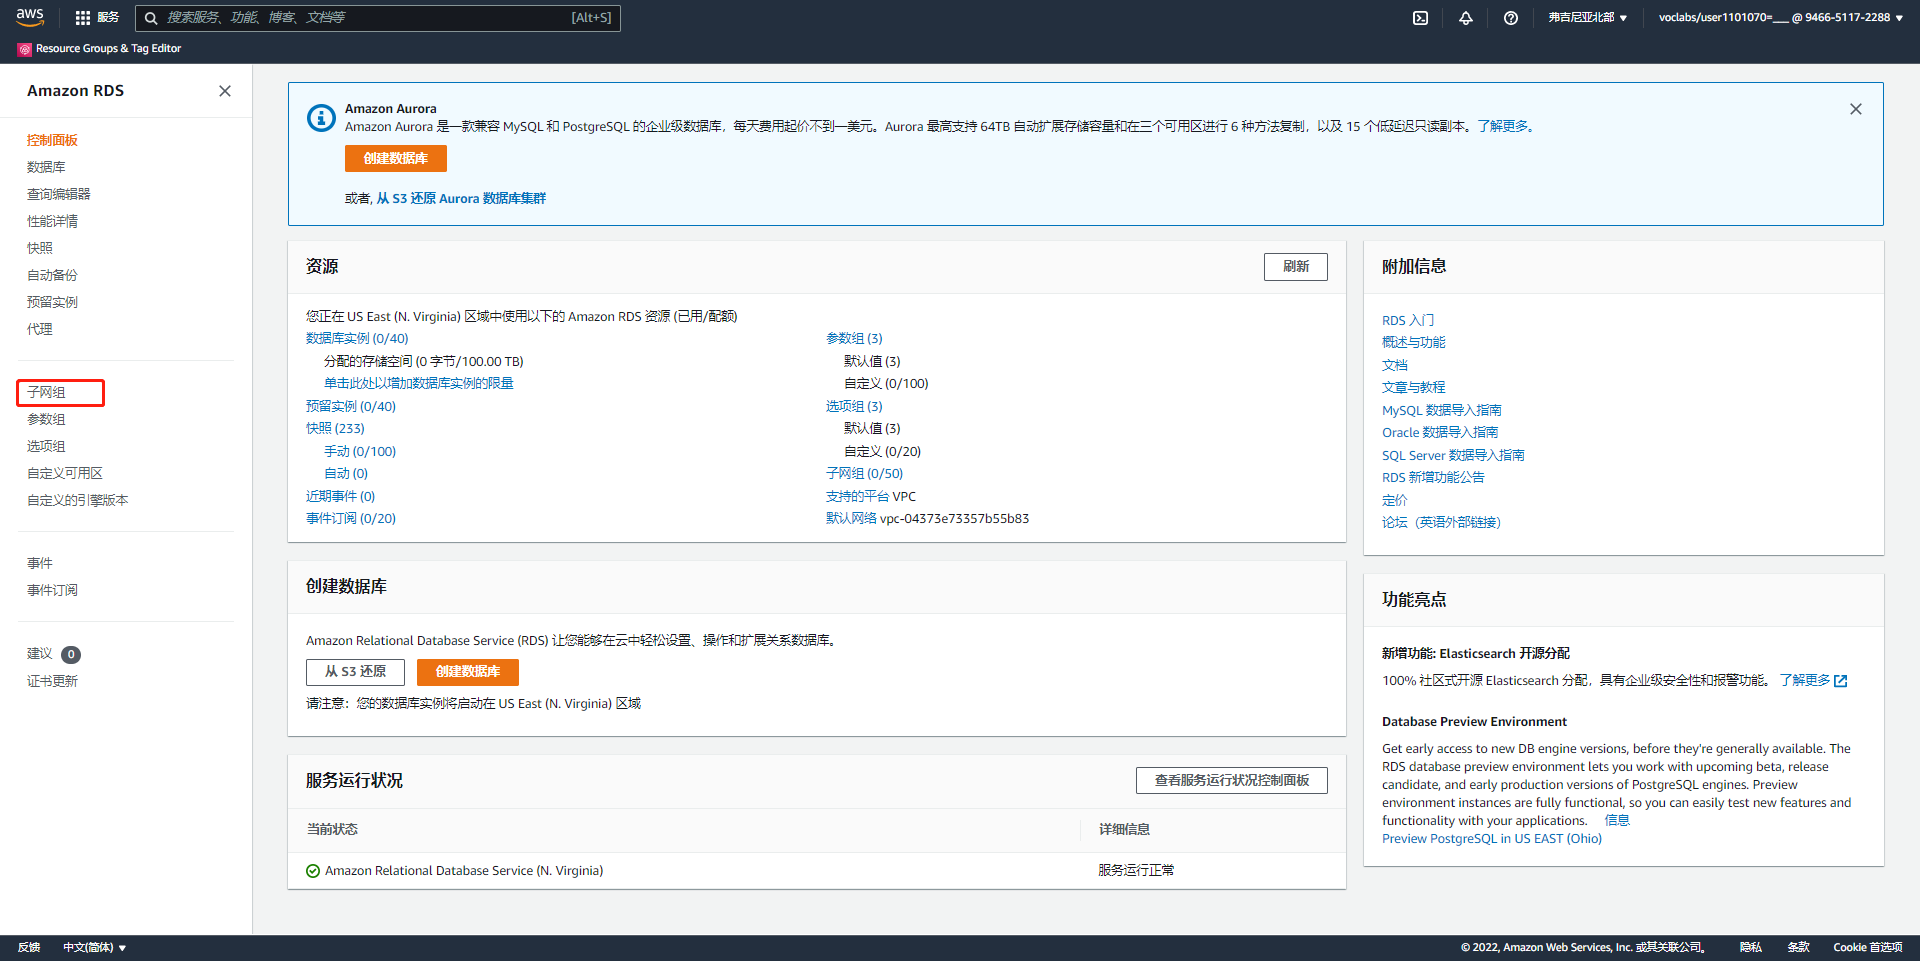 aws
服务
搜索服务、功能、博客、文档等
[Alt+S]
弗吉尼亚北部 ▼
voclabs/user1101070=___ @ 9466-5117-2288 ▼
Resource Groups & Tag Editor
Amazon RDS
控制面板
数据库
查询编辑器
性能详情
快照
自动备份
预留实例
代理
子网组
参数组
选项组
自定义可用区
自定义的引擎版本
事件
事件订阅
建议 0
证书更新
Amazon Aurora
Amazon Aurora 是一款兼容 MySQL 和 PostgreSQL 的企业级数据库，每天费用起价不到一美元。Aurora 最高支持 64TB 自动扩展存储容量和在三个可用区进行 6 种方法复制，以及 15 个低延迟只读副本。了解更多。
创建数据库
或者, 从 S3 还原 Aurora 数据库集群
资源
刷新
您正在 US East (N. Virginia) 区域中使用以下的 Amazon RDS 资源 (已用/配额)
数据库实例 (0/40)
分配的存储空间 (0 字节/100.00 TB)
单击此处以增加数据库实例的限量
预留实例 (0/40)
快照 (233)
手动 (0/100)
自动 (0)
近期事件 (0)
事件订阅 (0/20)
参数组 (3)
默认值 (3)
自定义 (0/100)
选项组 (3)
默认值 (3)
自定义 (0/20)
子网组 (0/50)
支持的平台 VPC
默认网络 vpc-04373e73357b55b83
创建数据库
Amazon Relational Database Service (RDS) 让您能够在云中轻松设置、操作和扩展关系数据库。
从 S3 还原
创建数据库
请注意：您的数据库实例将启动在 US East (N. Virginia) 区域
服务运行状况
查看服务运行状况控制面板
当前状态
详细信息
Amazon Relational Database Service (N. Virginia)
服务运行正常
附加信息
RDS 入门
概述与功能
文档
文章与教程
MySQL 数据导入指南
Oracle 数据导入指南
SQL Server 数据导入指南
RDS 新增功能公告
定价
论坛（英语外部链接）
功能亮点
新增功能: Elasticsearch 开源分配
100% 社区式开源 Elasticsearch 分配，具有企业级安全性和报警功能。 了解更多
Database Preview Environment
Get early access to new DB engine versions, before they're generally available. The
RDS database preview environment lets you work with upcoming beta, release
candidate, and early production versions of PostgreSQL engines. Preview
environment instances are fully functional, so you can easily test new features and
functionality with your applications. 信息
Preview PostgreSQL in US EAST (Ohio)
反馈
中文(简体) ▼
© 2022, Amazon Web Services, Inc. 或其关联公司。
隐私
条款
Cookie 首选项